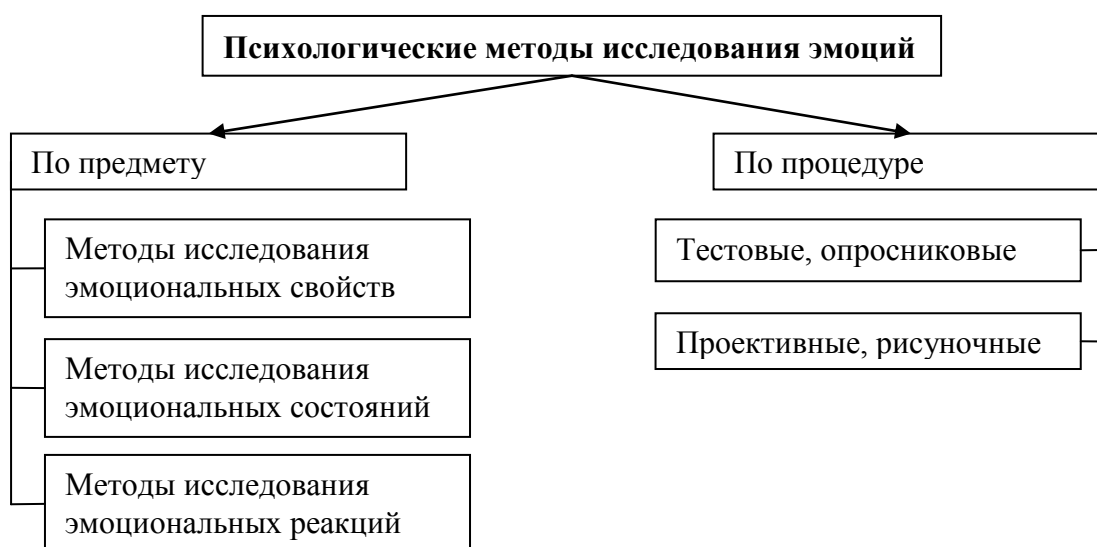 Психологические методы исследования эмоций
По предмету
Методы исследования
эмоциональных свойств
Методы исследования
эмоциональных состояний
Методы исследования
эмоциональных реакций
По процедуре
Тестовые, опросниковые
Проективные, рисуночные